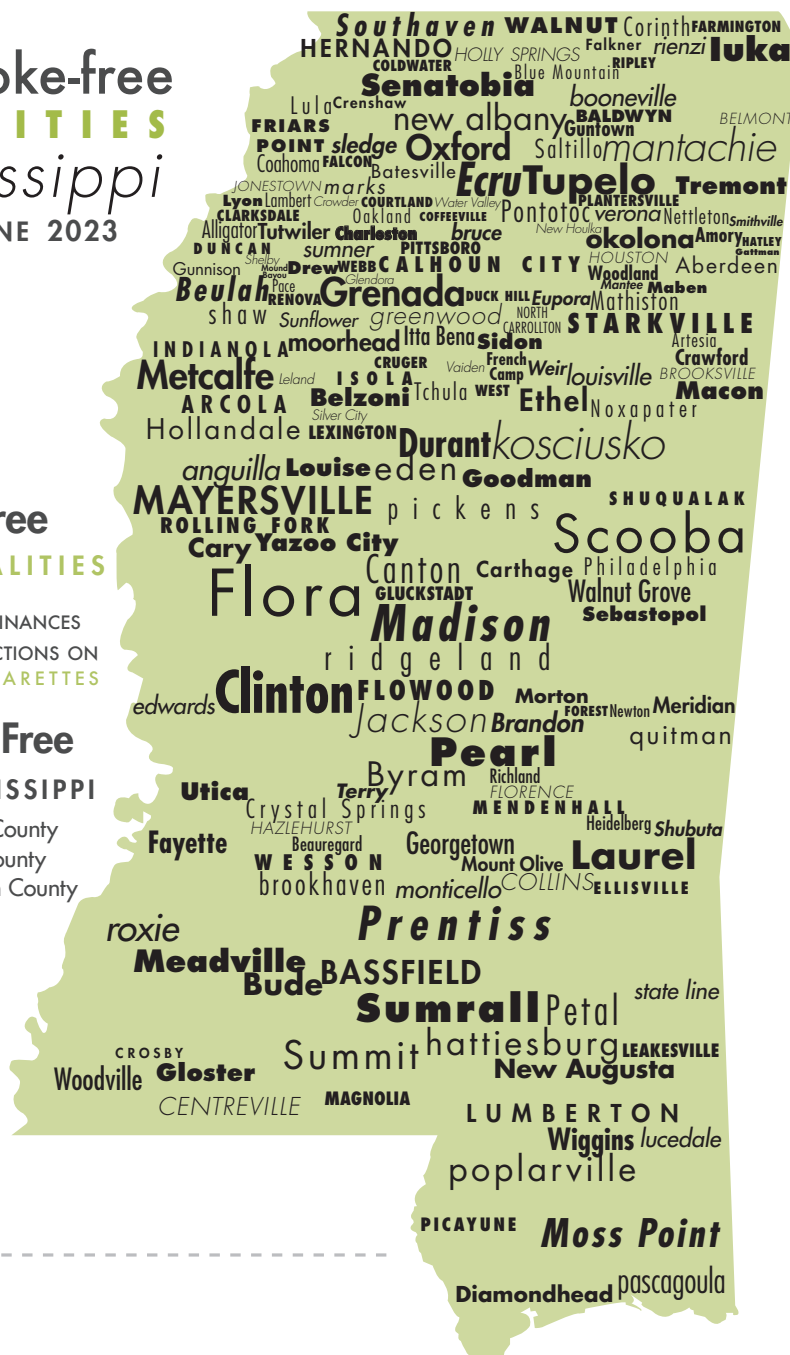 oke-free
ITIES
ssippi
NE 2023
Southaven WALNUT Corinth FARMINGTON
HERNANDO HOLLY SPRINGS Falkner rienzi Iuka
COLDWATER Blue Mountain RIPLEY
Senatobia booneville
Lula Crenshaw new albany BALDWYN BELMONT
FRIARS POINT sledge Oxford Guntown
Saltillo mantachie
Coahoma FALCON Batesville Ecru Tupelo Tremont
JONESTOWN marks
Lyon Lambert Crowder COURTLAND Water Valley PLANTERSVILLE
CLARKSDALE Oakland COFFEEVILLE Pontotoc verona Nettleton Smithville
Alligator Tutwiler Charleston bruce New Houlka okolona Amory HATLEY
DUNCAN sumner PITTSBORO HOUSTON Gattman
Gunnison Shelby Mound Bayou Drew WEBB CALHOUN CITY Woodland Aberdeen
Beulah Pace Glendora Mantee Maben
RENOVA Grenada DUCK HILL Eupora Mathiston
shaw Sunflower greenwood NORTH CARROLLTON STARKVILLE
INDIANOLA moorhead Itta Bena Sidon Artesia
Metcalfe Leland ISOLA CRUGER Vaiden French Camp Weir louisville Crawford
BROOKSVILLE
ARCOLA Belzoni Tchula WEST Ethel Noxapater Macon
Silver City
Hollandale LEXINGTON Durant kosciusko
anguilla Louise eden Goodman
MAYERSVILLE pickens SHUQUALAK
ROLLING FORK Scooba
Cary Yazoo City
ree
ALITIES
Flora Canton Carthage Philadelphia
GLUCKSTADT Walnut Grove
INANCES
Madison Sebastopol
CTIONS ON
ridgeland
ARETTES
edwards Clinton FLOWOOD Morton
FOREST Newton Meridian
Free
Jackson Brandon quitman
Pearl
ISSIPPI
Byram Richland
Utica Terry FLORENCE
Crystal Springs MENDENHALL
County
HAZLEHURST Heidelberg Shubuta
Fayette Beauregard Georgetown
ounty
WESSON Mount Olive Laurel
n County
brookhaven monticello COLLINS ELLISVILLE
roxie Prentiss
Meadville BASSFIELD
Bude
Sumrall Petal state line
CROSBY Summit hattiesburg LEAKESVILLE
Woodville Gloster New Augusta
CENTREVILLE MAGNOLIA
LUMBERTON
Wiggins lucedale
poplarville
PICAYUNE Moss Point
Diamondhead pascagoula